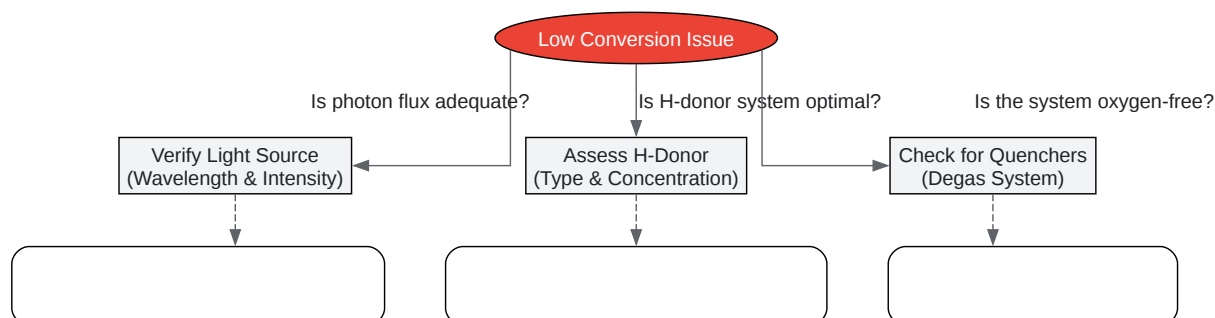 Low Conversion Issue
Is photon flux adequate?
Is H-donor system optimal?
Is the system oxygen-free?
Verify Light Source
(Wavelength & Intensity)
Assess H-Donor
(Type & Concentration)
Check for Quenchers
(Degas System)